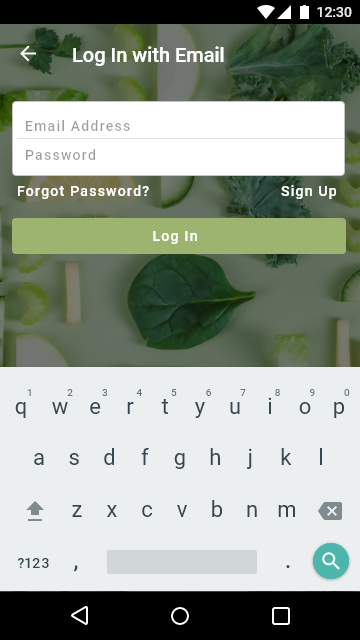 12:30
Log In with Email
Email Address
Password
Forgot Password? Sign Up
Log In
1 2 3 4 5 6 7 8 9 0
q w e r t y u i o p
a s d f g h j k l
z x c v b n m
?123 , .